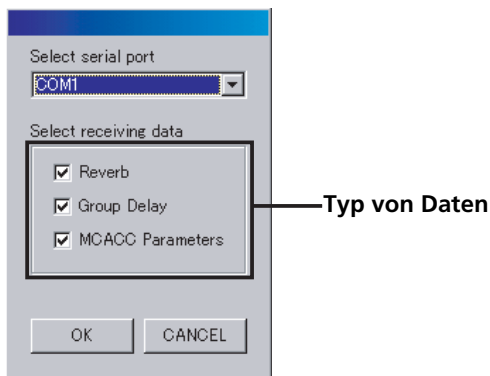 Select serial port
COM1
Select receiving data
Reverb
Group Delay
MCACC Parameters
Typ von Daten
OK
CANCEL